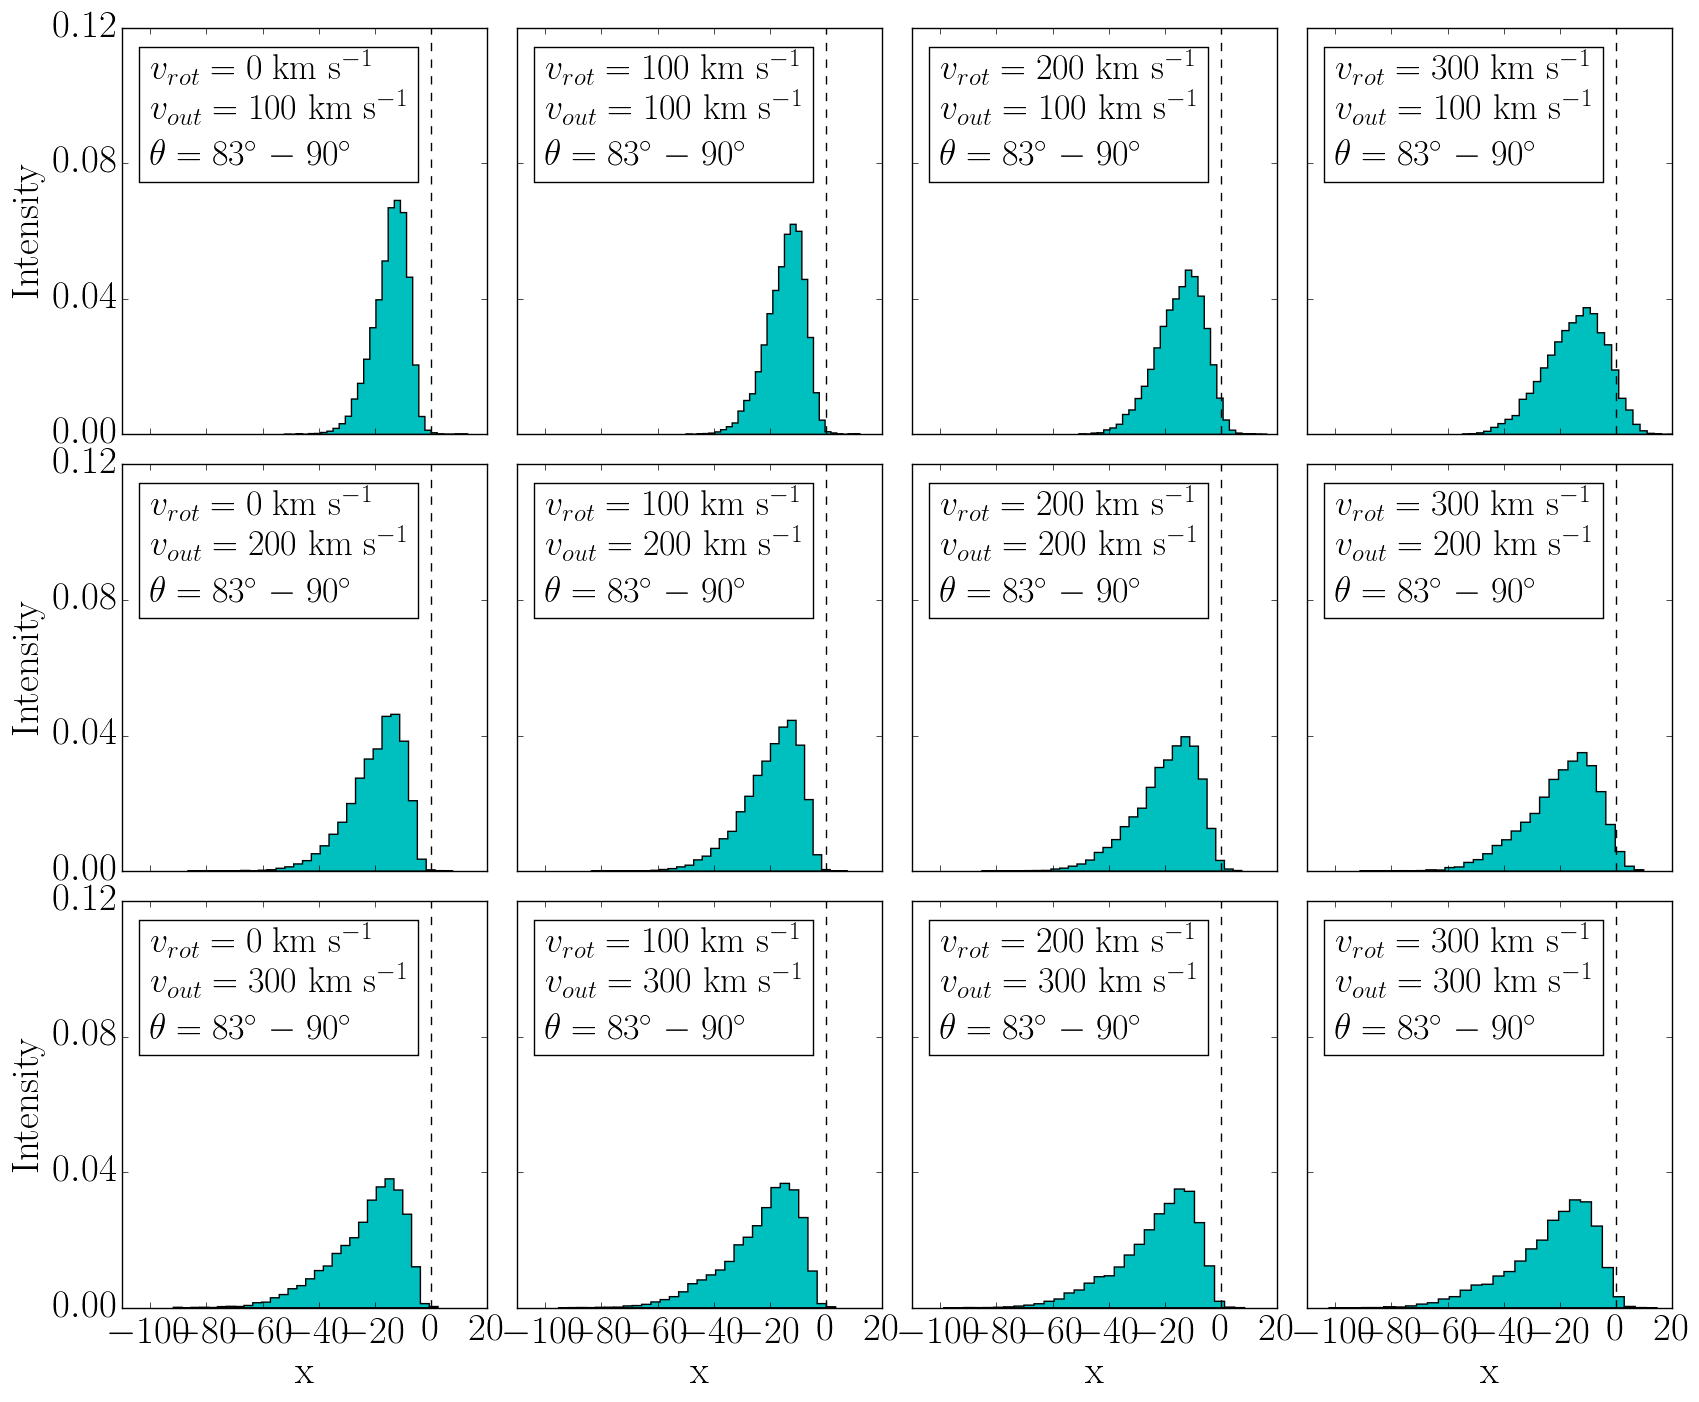 0.12
0.08
0.04
0.00
Intensity
v_rot = 0 km s⁻¹
v_out = 100 km s⁻¹
θ = 83° − 90°
v_rot = 100 km s⁻¹
v_out = 100 km s⁻¹
θ = 83° − 90°
v_rot = 200 km s⁻¹
v_out = 100 km s⁻¹
θ = 83° − 90°
v_rot = 300 km s⁻¹
v_out = 100 km s⁻¹
θ = 83° − 90°
0.12
0.08
0.04
0.00
Intensity
v_rot = 0 km s⁻¹
v_out = 200 km s⁻¹
θ = 83° − 90°
v_rot = 100 km s⁻¹
v_out = 200 km s⁻¹
θ = 83° − 90°
v_rot = 200 km s⁻¹
v_out = 200 km s⁻¹
θ = 83° − 90°
v_rot = 300 km s⁻¹
v_out = 200 km s⁻¹
θ = 83° − 90°
0.12
0.08
0.04
0.00
Intensity
v_rot = 0 km s⁻¹
v_out = 300 km s⁻¹
θ = 83° − 90°
v_rot = 100 km s⁻¹
v_out = 300 km s⁻¹
θ = 83° − 90°
v_rot = 200 km s⁻¹
v_out = 300 km s⁻¹
θ = 83° − 90°
v_rot = 300 km s⁻¹
v_out = 300 km s⁻¹
θ = 83° − 90°
−100 −80 −60 −40 −20 0 20
−100 −80 −60 −40 −20 0 20
−100 −80 −60 −40 −20 0 20
−100 −80 −60 −40 −20 0 20
x
x
x
x